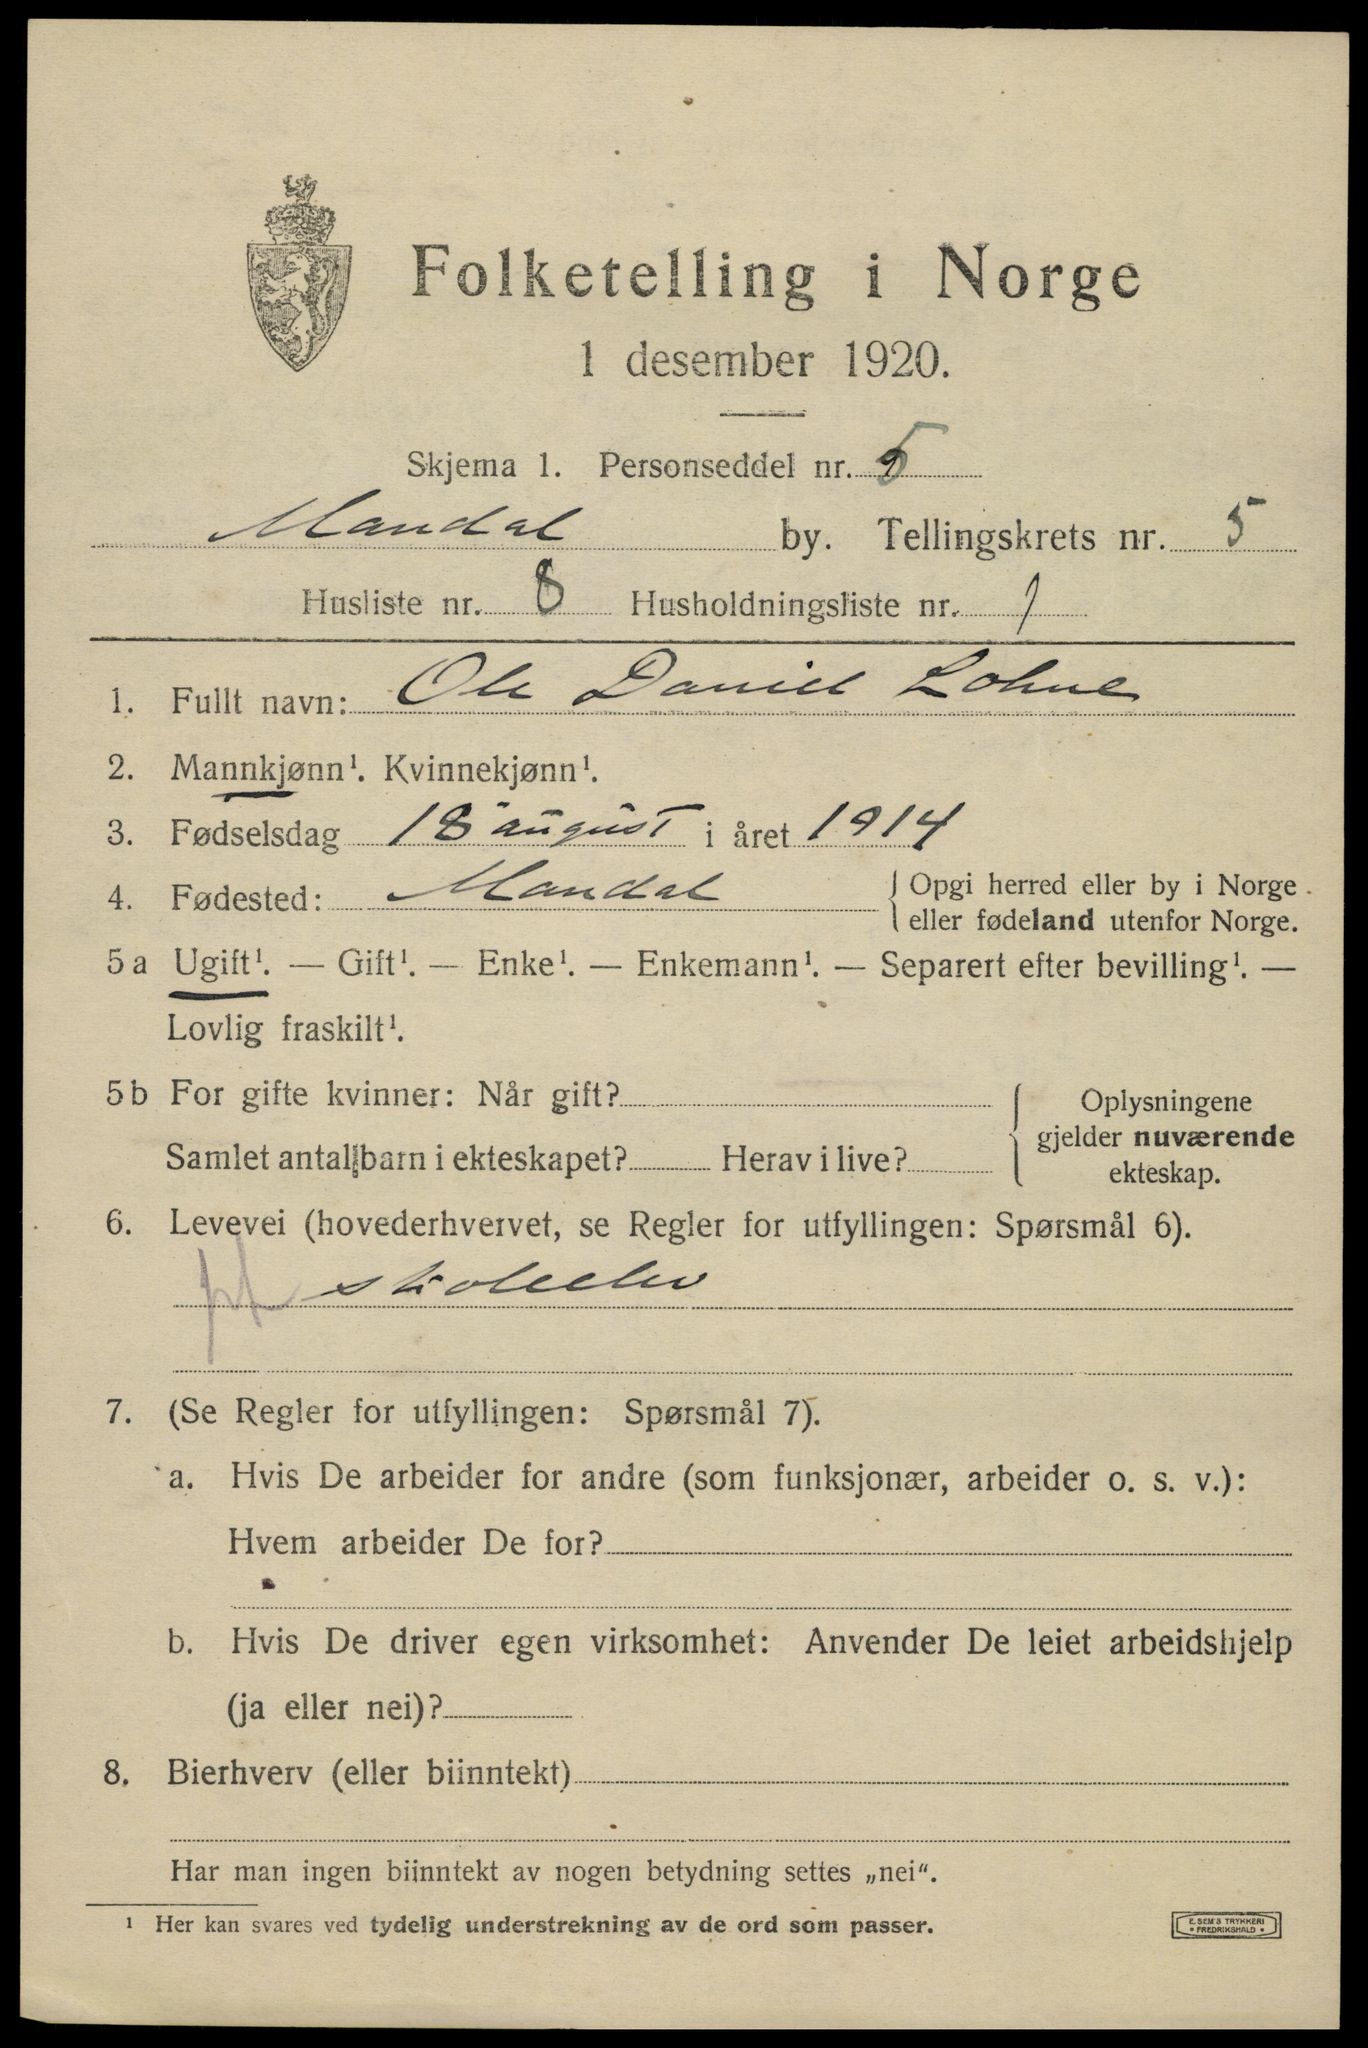 Folketelling i Norge
1 desember 1920.
Skjema 1. Personseddel nr. 5
Mandal by. Tellingskrets nr. 5
Husliste nr. 8 Husholdningsliste nr. 1
1. Fullt navn: Ole Daniel Lohne
2. Mannkjønn¹. Kvinnekjønn¹.
3. Fødselsdag 18 august i året 1914
4. Fødested: Mandal { Opgi herred eller by i Norge
eller fødeland utenfor Norge.
5a Ugift¹. — Gift¹. — Enke¹. — Enkemann¹. — Separert efter bevilling¹. —
Lovlig fraskilt¹.
5b For gifte kvinner: Når gift? { Oplysningene
gjelder nuværende
ekteskap.
Samlet antal barn i ekteskapet? Herav i live?
6. Levevei (hovederhvervet, se Regler for utfyllingen: Spørsmål 6).
skoleelev
7. (Se Regler for utfyllingen: Spørsmål 7).
a. Hvis De arbeider for andre (som funksjonær, arbeider o. s. v.):
Hvem arbeider De for?
b. Hvis De driver egen virksomhet: Anvender De leiet arbeidshjelp
(ja eller nei)?
8. Bierhverv (eller biinntekt)
Har man ingen biinntekt av nogen betydning settes „nei“.
¹ Her kan svares ved tydelig understrekning av de ord som passer.
E. SEM'S TRYKKERI
• FREDRIKSHALD •